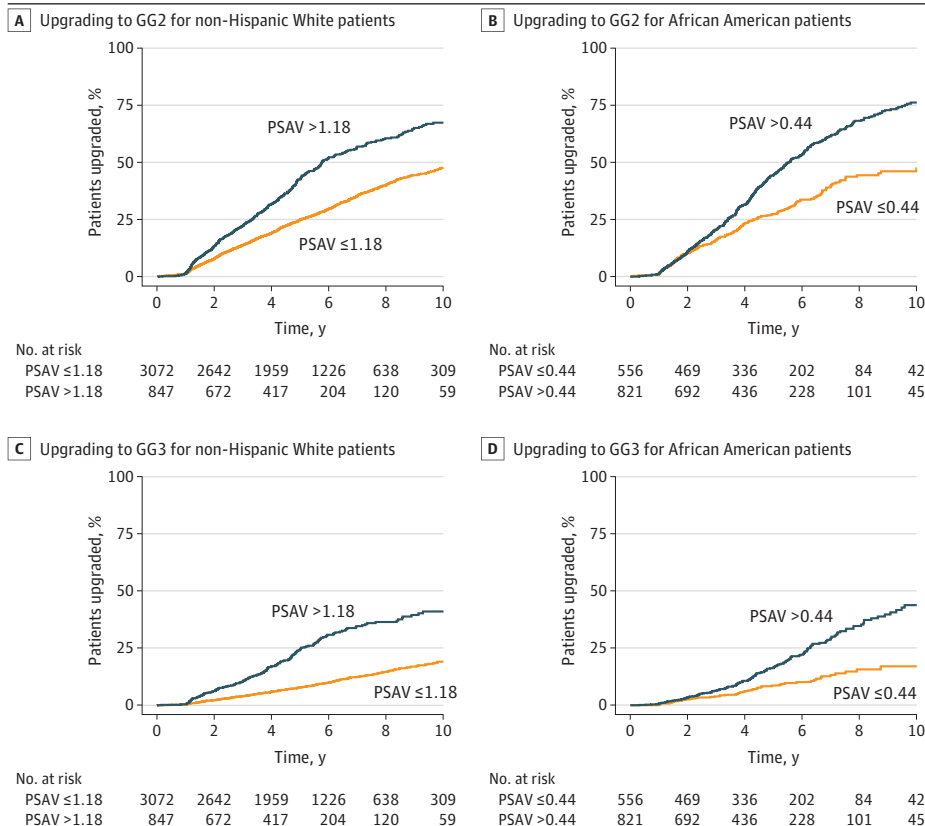 A Upgrading to GG2 for non-Hispanic White patients
100
75
50
25
0
Patients upgraded, %
PSAV >1.18
PSAV ≤1.18
0 2 4 6 8 10
Time, y
No. at risk
PSAV ≤1.18 3072 2642 1959 1226 638 309
PSAV >1.18 847 672 417 204 120 59
B Upgrading to GG2 for African American patients
100
75
50
25
0
Patients upgraded, %
PSAV >0.44
PSAV ≤0.44
0 2 4 6 8 10
Time, y
No. at risk
PSAV ≤0.44 556 469 336 202 84 42
PSAV >0.44 821 692 436 228 101 45
C Upgrading to GG3 for non-Hispanic White patients
100
75
50
25
0
Patients upgraded, %
PSAV >1.18
PSAV ≤1.18
0 2 4 6 8 10
Time, y
No. at risk
PSAV ≤1.18 3072 2642 1959 1226 638 309
PSAV >1.18 847 672 417 204 120 59
D Upgrading to GG3 for African American patients
100
75
50
25
0
Patients upgraded, %
PSAV >0.44
PSAV ≤0.44
0 2 4 6 8 10
Time, y
No. at risk
PSAV ≤0.44 556 469 336 202 84 42
PSAV >0.44 821 692 436 228 101 45